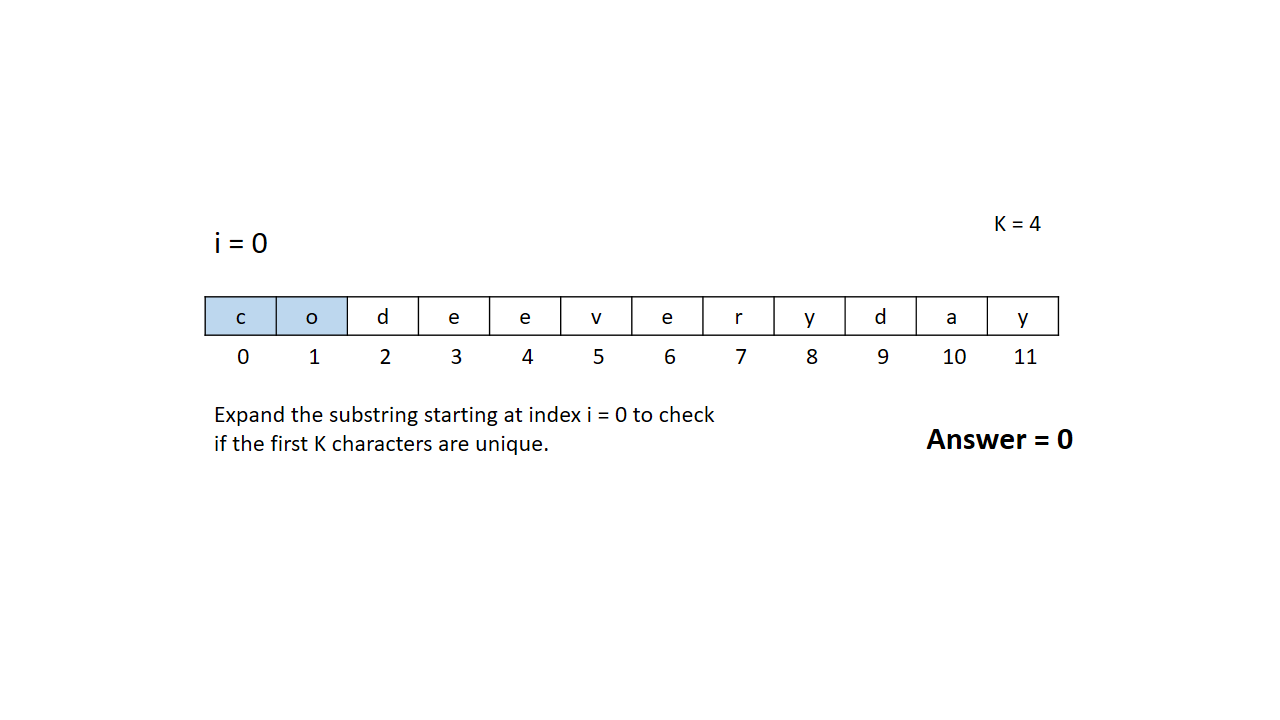 K = 4
i = 0
c o d e e v e r y d a y
0 1 2 3 4 5 6 7 8 9 10 11
Expand the substring starting at index i = 0 to check
if the first K characters are unique.
Answer = 0